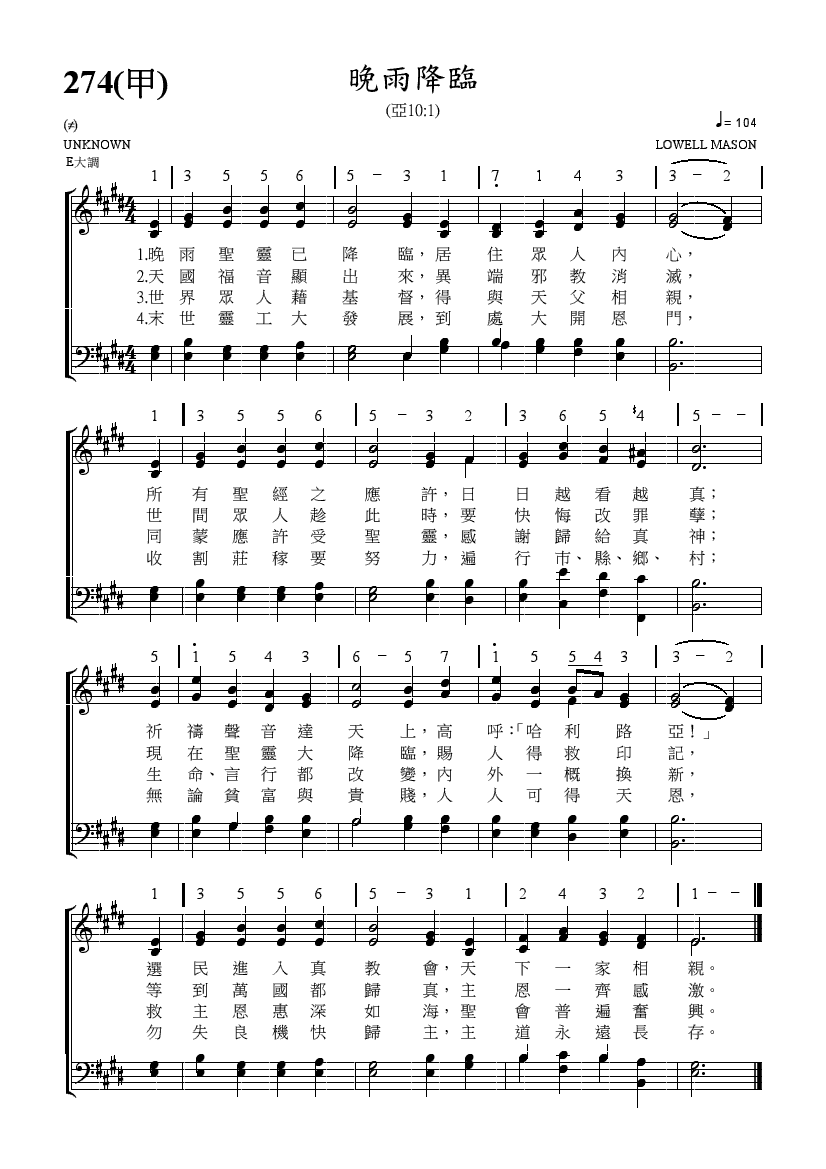 274(甲)
晚雨降臨
(亞10:1)
(≠)
♩= 104
UNKNOWN
LOWELL MASON
E大調
1 | 3 5 5 6 | 5 – 3 1 | 7 1 4 3 | 3 – 2 |
1.晚雨聖靈已降臨，居住眾人內心，
2.天國福音顯出來，異端邪教消滅，
3.世界眾人藉基督，得與天父相親，
4.末世靈工大發展，到處大開恩門，
1 | 3 5 5 6 | 5 – 3 2 | 3 6 5 4 | 5 – – |
所有聖經之應許，日日越看越真；
世間眾人趁此時，要快悔改罪孽；
同蒙應許受聖靈，感謝歸給真神；
收割莊稼要努力，遍行市、縣、鄉、村；
5 | 1 5 4 3 | 6 – 5 7 | 1 5 5 4 3 | 3 – 2 |
祈禱聲音達天上，高呼：「哈利路亞！」
現在聖靈大降臨，賜人得救印記，
生命、言行都改變，內外一概換新，
無論貧富與貴賤，人人可得天恩，
1 | 3 5 5 6 | 5 – 3 1 | 2 4 3 2 | 1 – – |
選民進入真教會，天下一家相親。
等到萬國都歸真，主恩一齊感激。
救主恩惠深如海，聖會普遍奮興。
勿失良機快歸主，主道永遠長存。